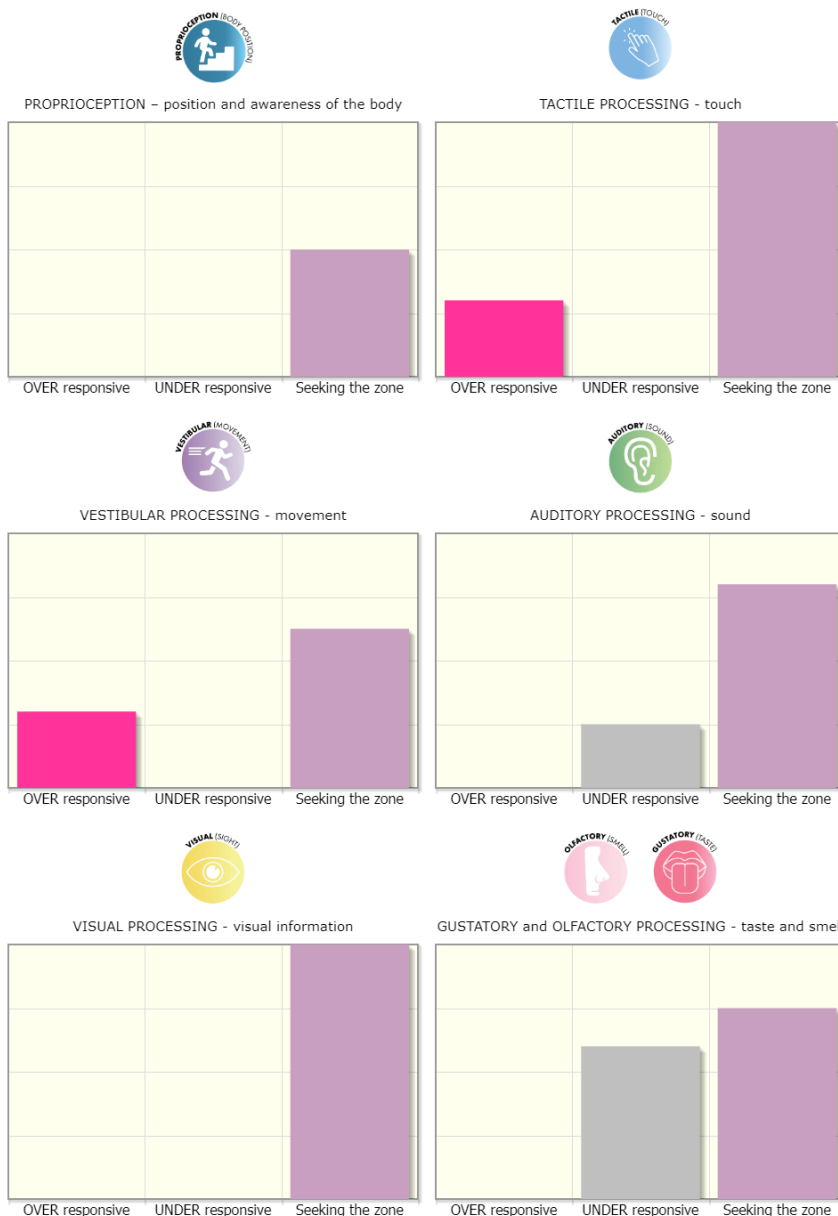 PROPRIOCEPTION (BODY POSITION)
TACTILE (TOUCH)
PROPRIOCEPTION – position and awareness of the body
TACTILE PROCESSING - touch
OVER responsive UNDER responsive Seeking the zone
OVER responsive UNDER responsive Seeking the zone
VESTIBULAR (MOVEMENT)
AUDITORY (SOUND)
VESTIBULAR PROCESSING - movement
AUDITORY PROCESSING - sound
OVER responsive UNDER responsive Seeking the zone
OVER responsive UNDER responsive Seeking the zone
VISUAL (SIGHT)
OLFACTORY (SMELL)
GUSTATORY (TASTE)
VISUAL PROCESSING - visual information
GUSTATORY and OLFACTORY PROCESSING - taste and smel
OVER responsive UNDER responsive Seeking the zone
OVER responsive UNDER responsive Seeking the zone